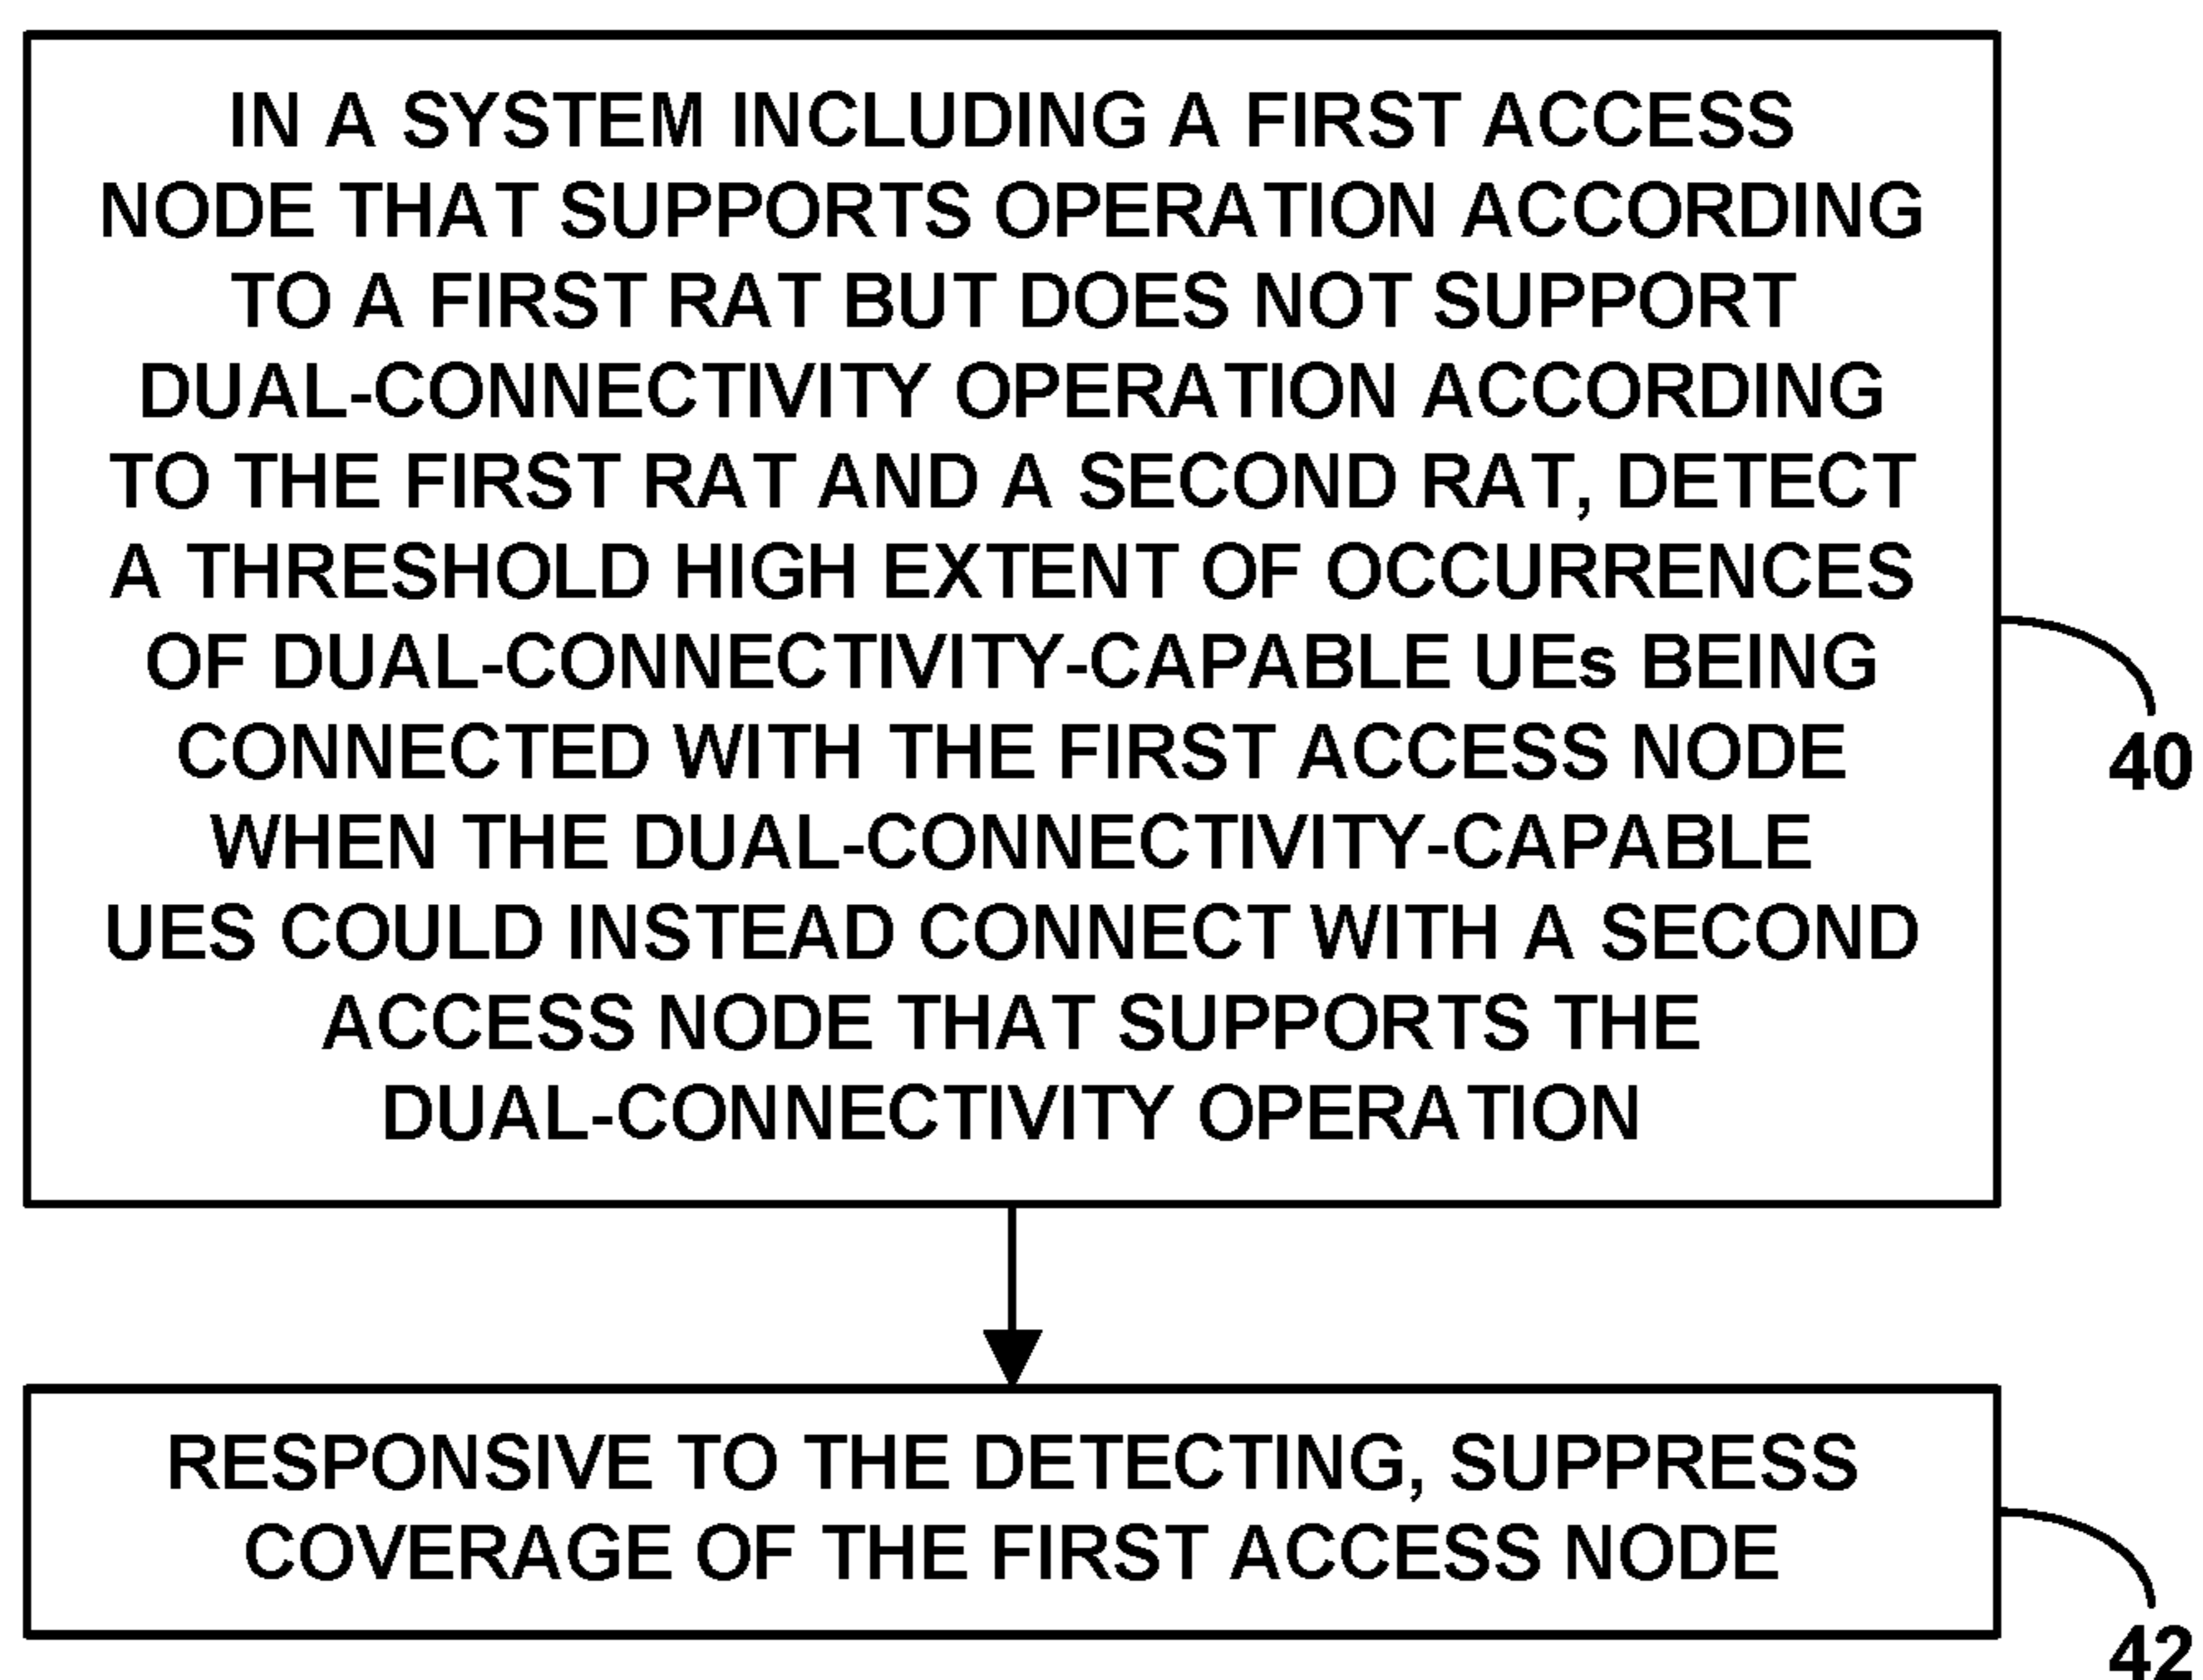 IN A SYSTEM INCLUDING A FIRST ACCESS
NODE THAT SUPPORTS OPERATION ACCORDING
TO A FIRST RAT BUT DOES NOT SUPPORT
DUAL-CONNECTIVITY OPERATION ACCORDING
TO THE FIRST RAT AND A SECOND RAT, DETECT
A THRESHOLD HIGH EXTENT OF OCCURRENCES
OF DUAL-CONNECTIVITY-CAPABLE UEs BEING
CONNECTED WITH THE FIRST ACCESS NODE
WHEN THE DUAL-CONNECTIVITY-CAPABLE
UES COULD INSTEAD CONNECT WITH A SECOND
ACCESS NODE THAT SUPPORTS THE
DUAL-CONNECTIVITY OPERATION
40
RESPONSIVE TO THE DETECTING, SUPPRESS
COVERAGE OF THE FIRST ACCESS NODE
42